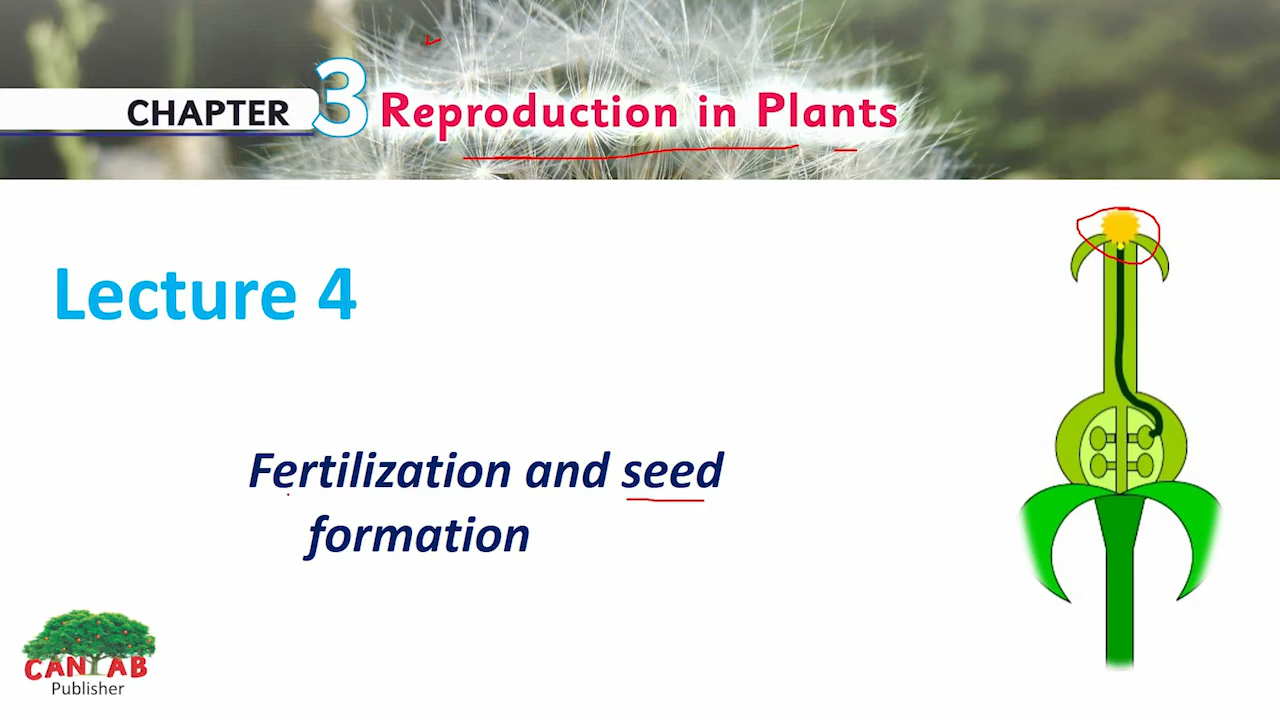 CHAPTER 3 Reproduction in Plants
Lecture 4
Fertilization and seed
formation
CANTAB
Publisher